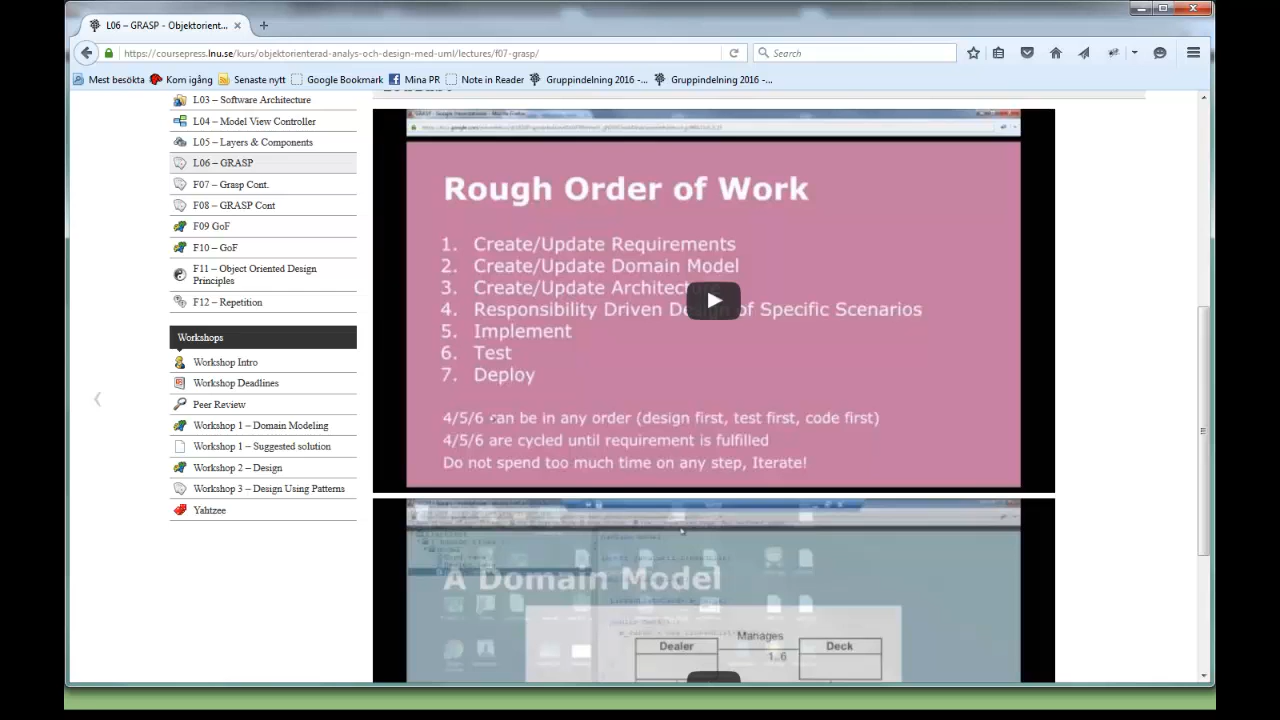 L06 – GRASP - Objektorient...
https://coursepress.lnu.se/kurs/objektorienterad-analys-och-design-med-uml/lectures/f07-grasp/
Search
Mest besökta
Kom igång
Senaste nytt
Google Bookmark
Mina PR
Note in Reader
Gruppindelning 2016 -...
Gruppindelning 2016 -...
L03 – Software Architecture
L04 – Model View Controller
L05 – Layers & Components
L06 – GRASP
F07 – Grasp Cont.
F08 – GRASP Cont
F09 GoF
F10 – GoF
F11 – Object Oriented Design
Principles
F12 – Repetition
Workshops
Workshop Intro
Workshop Deadlines
Peer Review
Workshop 1 – Domain Modeling
Workshop 1 – Suggested solution
Workshop 2 – Design
Workshop 3 – Design Using Patterns
Yahtzee
Rough Order of Work
1. Create/Update Requirements
2. Create/Update Domain Model
3. Create/Update Architecture
4. Responsibility Driven Design of Specific Scenarios
5. Implement
6. Test
7. Deploy
4/5/6 can be in any order (design first, test first, code first)
4/5/6 are cycled until requirement is fulfilled
Do not spend too much time on any step, Iterate!
A Domain Model
Manages
Dealer
Deck
1..6